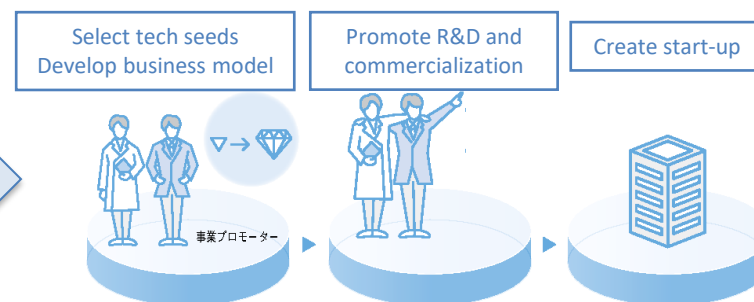 Select tech seeds
Develop business model
Promote R&D and
commercialization
Create start-up
事業プロモーター